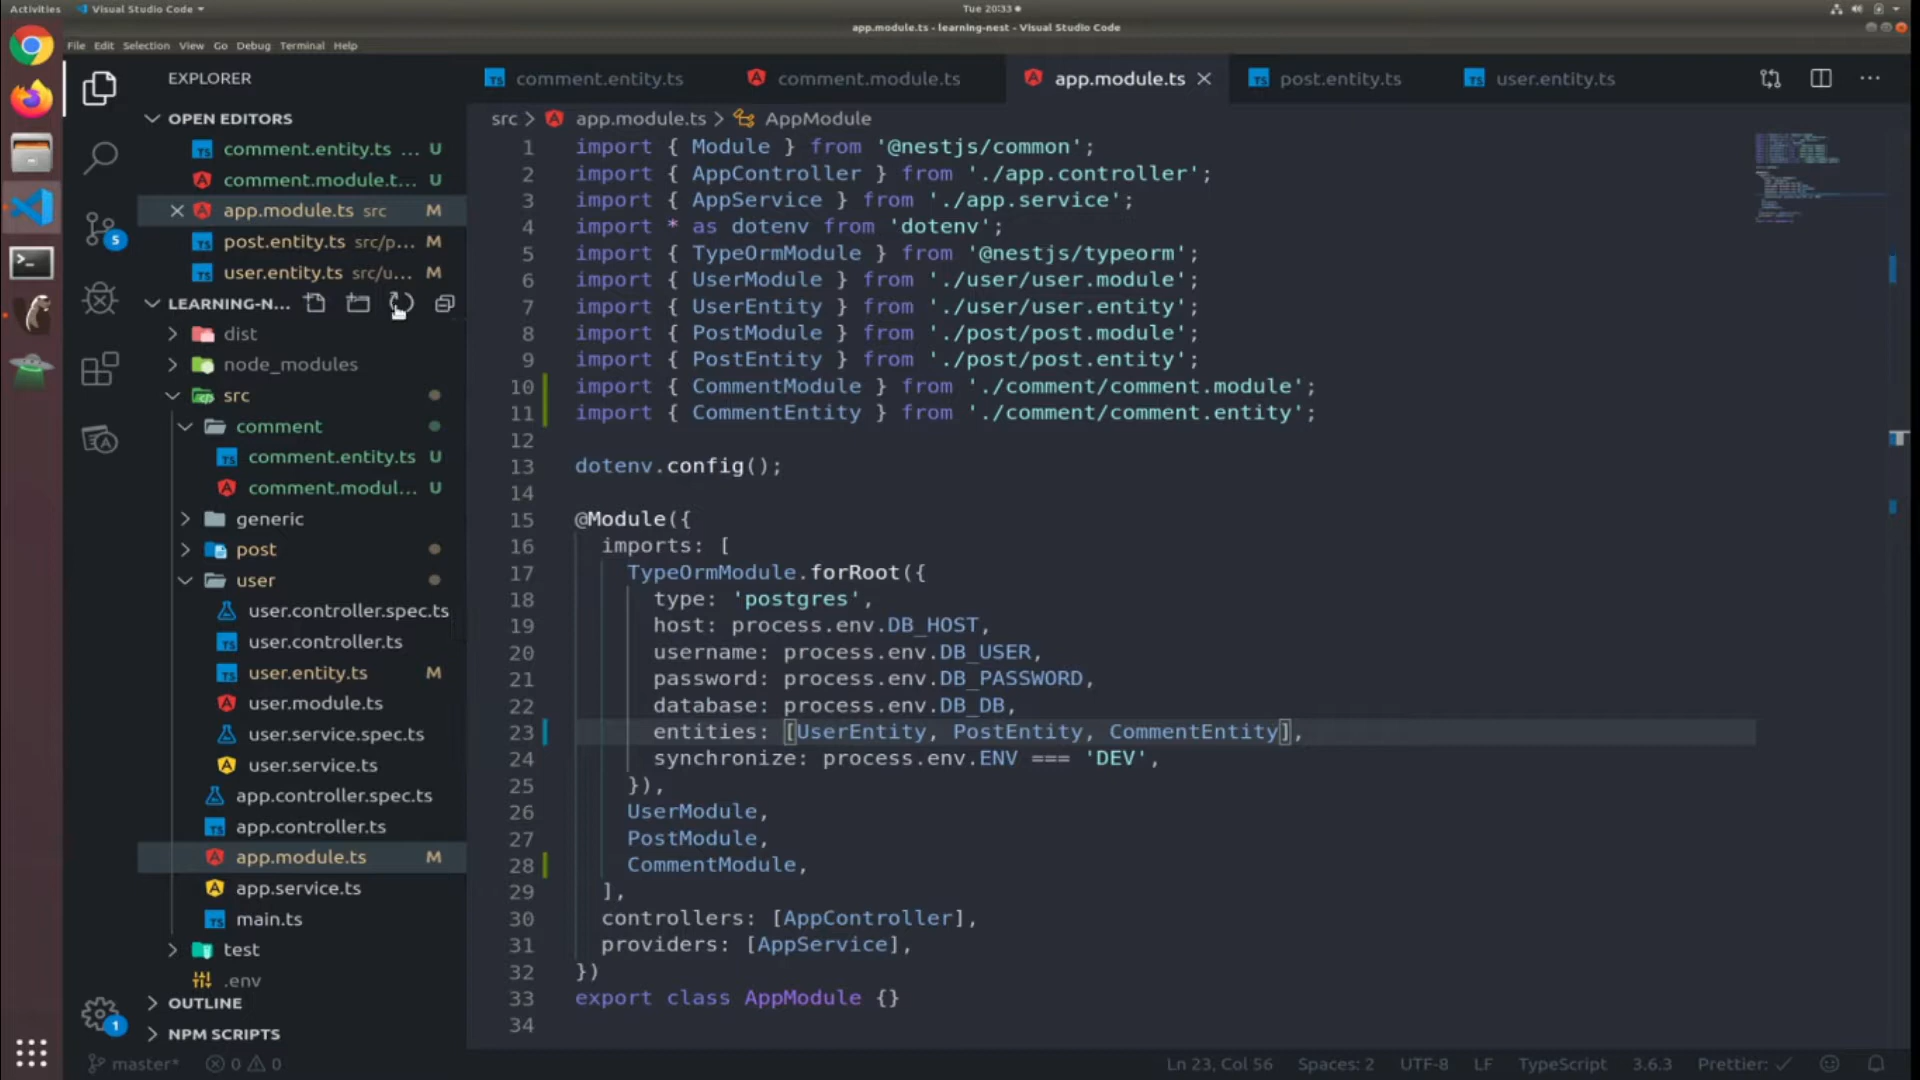 Activities
Visual Studio Code
Tue 20:33
app.module.ts - learning-nest - Visual Studio Code
File Edit Selection View Go Debug Terminal Help
EXPLORER
OPEN EDITORS
comment.entity.ts ... U
comment.module.t... U
app.module.ts src M
post.entity.ts src/p... M
user.entity.ts src/u... M
LEARNING-N...
dist
node_modules
src
comment
comment.entity.ts U
comment.modul... U
generic
post
user
user.controller.spec.ts
user.controller.ts
user.entity.ts M
user.module.ts
user.service.spec.ts
user.service.ts
app.controller.spec.ts
app.controller.ts
app.module.ts M
app.service.ts
main.ts
test
.env
OUTLINE
NPM SCRIPTS
5
1
comment.entity.ts
comment.module.ts
app.module.ts
post.entity.ts
user.entity.ts
src > app.module.ts > AppModule
1 import { Module } from '@nestjs/common';
2 import { AppController } from './app.controller';
3 import { AppService } from './app.service';
4 import * as dotenv from 'dotenv';
5 import { TypeOrmModule } from '@nestjs/typeorm';
6 import { UserModule } from './user/user.module';
7 import { UserEntity } from './user/user.entity';
8 import { PostModule } from './post/post.module';
9 import { PostEntity } from './post/post.entity';
10 import { CommentModule } from './comment/comment.module';
11 import { CommentEntity } from './comment/comment.entity';
12
13 dotenv.config();
14
15 @Module({
16 imports: [
17 TypeOrmModule.forRoot({
18 type: 'postgres',
19 host: process.env.DB_HOST,
20 username: process.env.DB_USER,
21 password: process.env.DB_PASSWORD,
22 database: process.env.DB_DB,
23 entities: [UserEntity, PostEntity, CommentEntity],
24 synchronize: process.env.ENV === 'DEV',
25 }),
26 UserModule,
27 PostModule,
28 CommentModule,
29 ],
30 controllers: [AppController],
31 providers: [AppService],
32 })
33 export class AppModule {}
34
master* 0 0
Ln 23, Col 56 Spaces: 2 UTF-8 LF TypeScript 3.6.3 Prettier: ✓